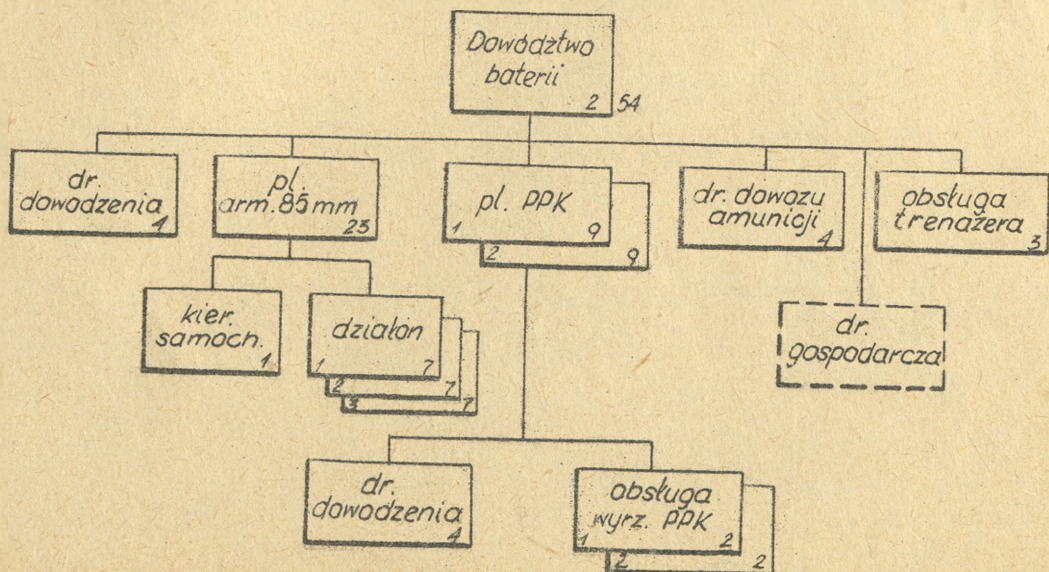 Dowództwo
baterii
2 54
dr.
dowodzenia
4
pl.
arm. 85 mm
23
pl. PPK
1 9
2 9
dr. dowozu
amunicji
4
obsługa
trenażera
3
kier.
samoch.
1
działon
1 7
2 7
3 7
dr.
gospodarcza
dr.
dowodzenia
4
obsługa
wyrz. PPK
1 2
2 2